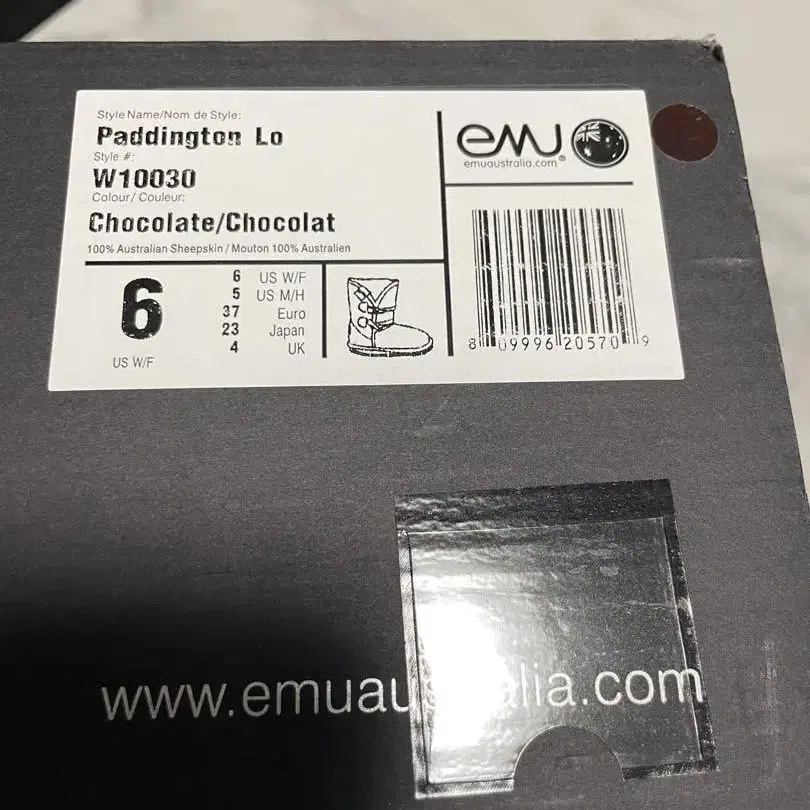 Style Name/Nom de Style:
Paddington Lo
Style #:
W10030
Colour/Couleur:
Chocolate/Chocolat
100% Australian Sheepskin / Mouton 100% Australien
6
US W/F
6 US W/F
5 US M/H
37 Euro
23 Japan
4 UK
emu
emuaustralia.com®
8 09996 20570 9
www.emuaustralia.com